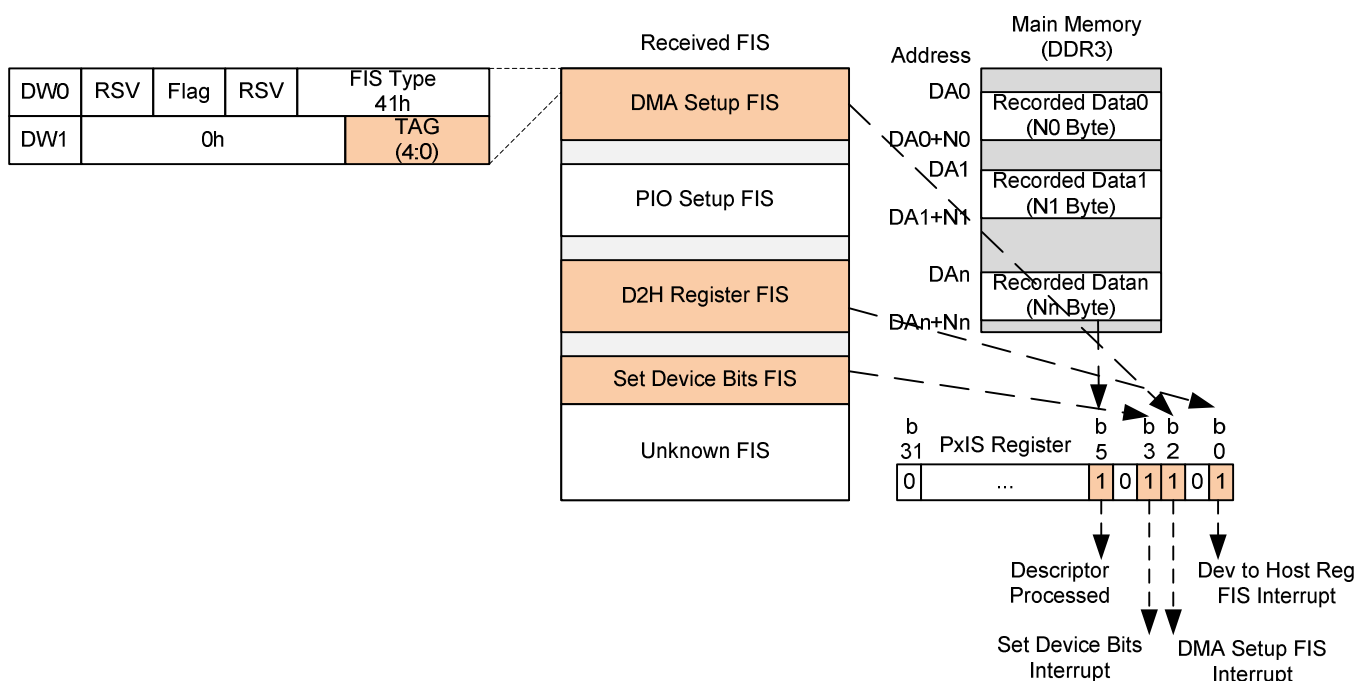 Received FIS
Main Memory
(DDR3)
Address
DW0 RSV Flag RSV FIS Type
41h
DW1 0h TAG
(4:0)
DMA Setup FIS
PIO Setup FIS
D2H Register FIS
Set Device Bits FIS
Unknown FIS
DA0
Recorded Data0
(N0 Byte)
DA0+N0
DA1
Recorded Data1
(N1 Byte)
DA1+N1
DAn
Recorded Datan
(Nn Byte)
DAn+Nn
b b b b b
31 PxIS Register 5 3 2 0
0 ... 1 0 1 1 0 1
Descriptor
Processed
Dev to Host Reg
FIS Interrupt
Set Device Bits
Interrupt
DMA Setup FIS
Interrupt